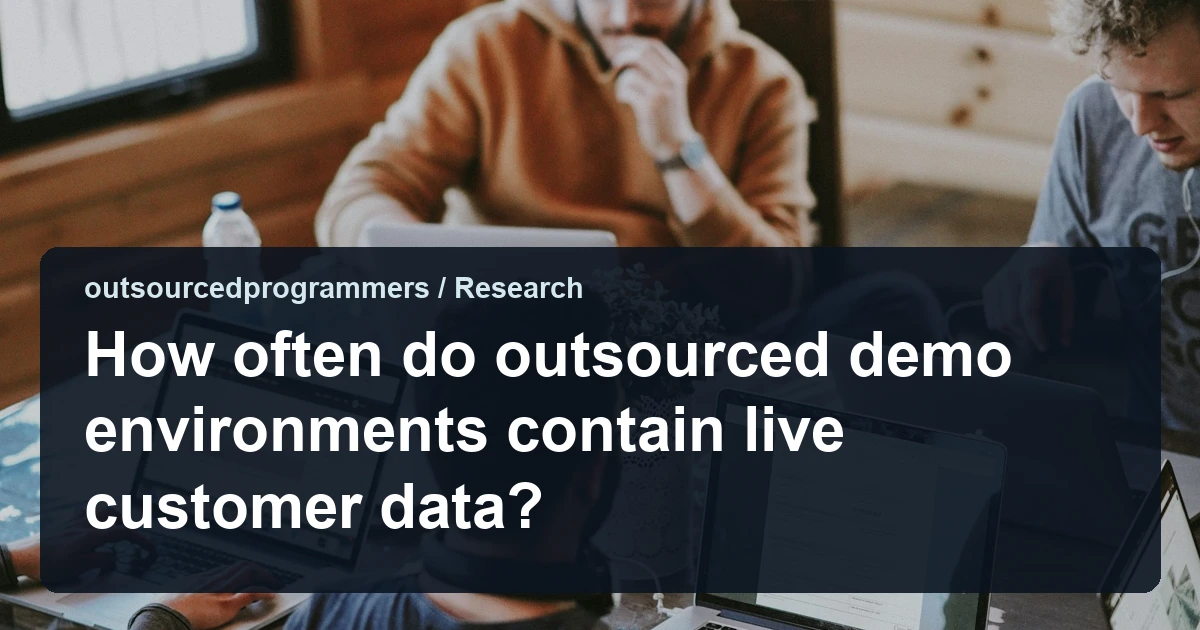 outsourcedprogrammers / Research
How often do outsourced demo
environments contain live
customer data?